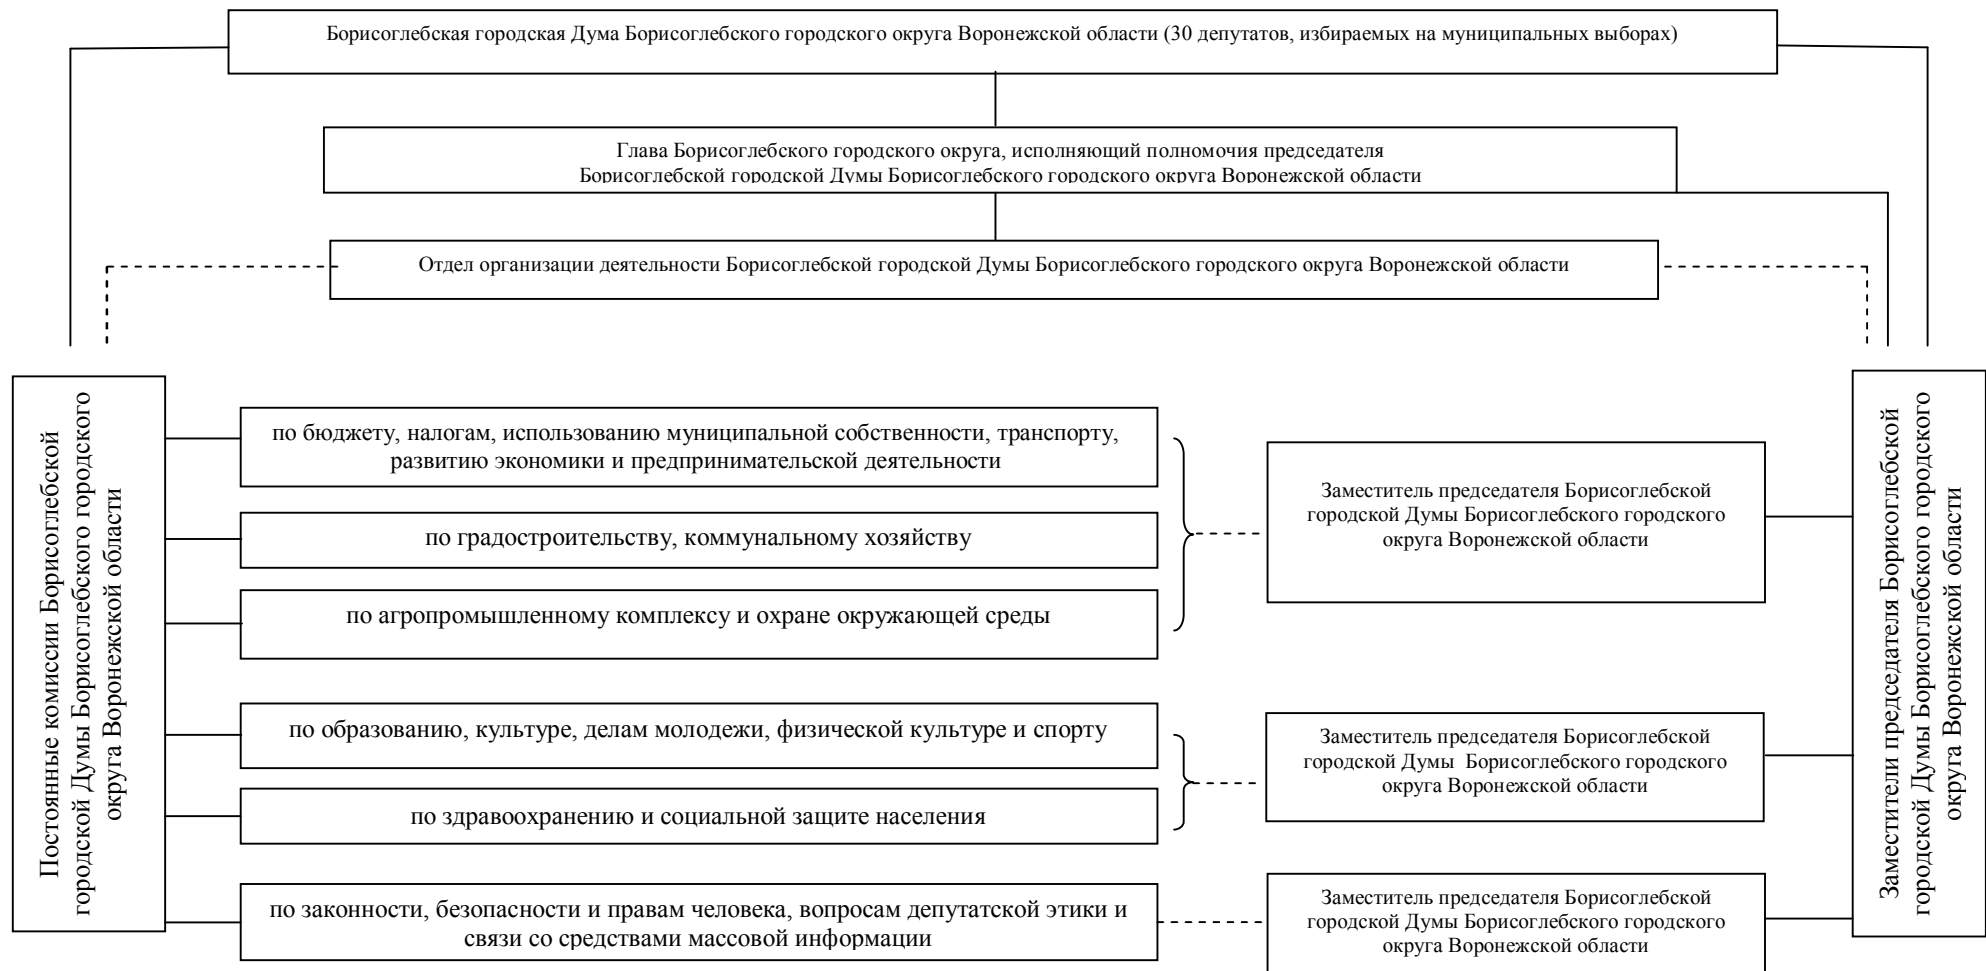 Борисоглебская городская Дума Борисоглебского городского округа Воронежской области (30 депутатов, избираемых на муниципальных выборах)
Глава Борисоглебского городского округа, исполняющий полномочия председателя
Борисоглебской городской Думы Борисоглебского городского округа Воронежской области
Отдел организации деятельности Борисоглебской городской Думы Борисоглебского городского округа Воронежской области
Постоянные комиссии Борисоглебской
городской Думы Борисоглебского городского
округа Воронежской области
по бюджету, налогам, использованию муниципальной собственности, транспорту,
развитию экономики и предпринимательской деятельности
по градостроительству, коммунальному хозяйству
по агропромышленному комплексу и охране окружающей среды
по образованию, культуре, делам молодежи, физической культуре и спорту
по здравоохранению и социальной защите населения
по законности, безопасности и правам человека, вопросам депутатской этики и
связи со средствами массовой информации
Заместитель председателя Борисоглебской
городской Думы Борисоглебского городского
округа Воронежской области
Заместитель председателя Борисоглебской
городской Думы Борисоглебского городского
округа Воронежской области
Заместитель председателя Борисоглебской
городской Думы Борисоглебского городского
округа Воронежской области
Заместители председателя Борисоглебской
городской Думы Борисоглебского городского
округа Воронежской области